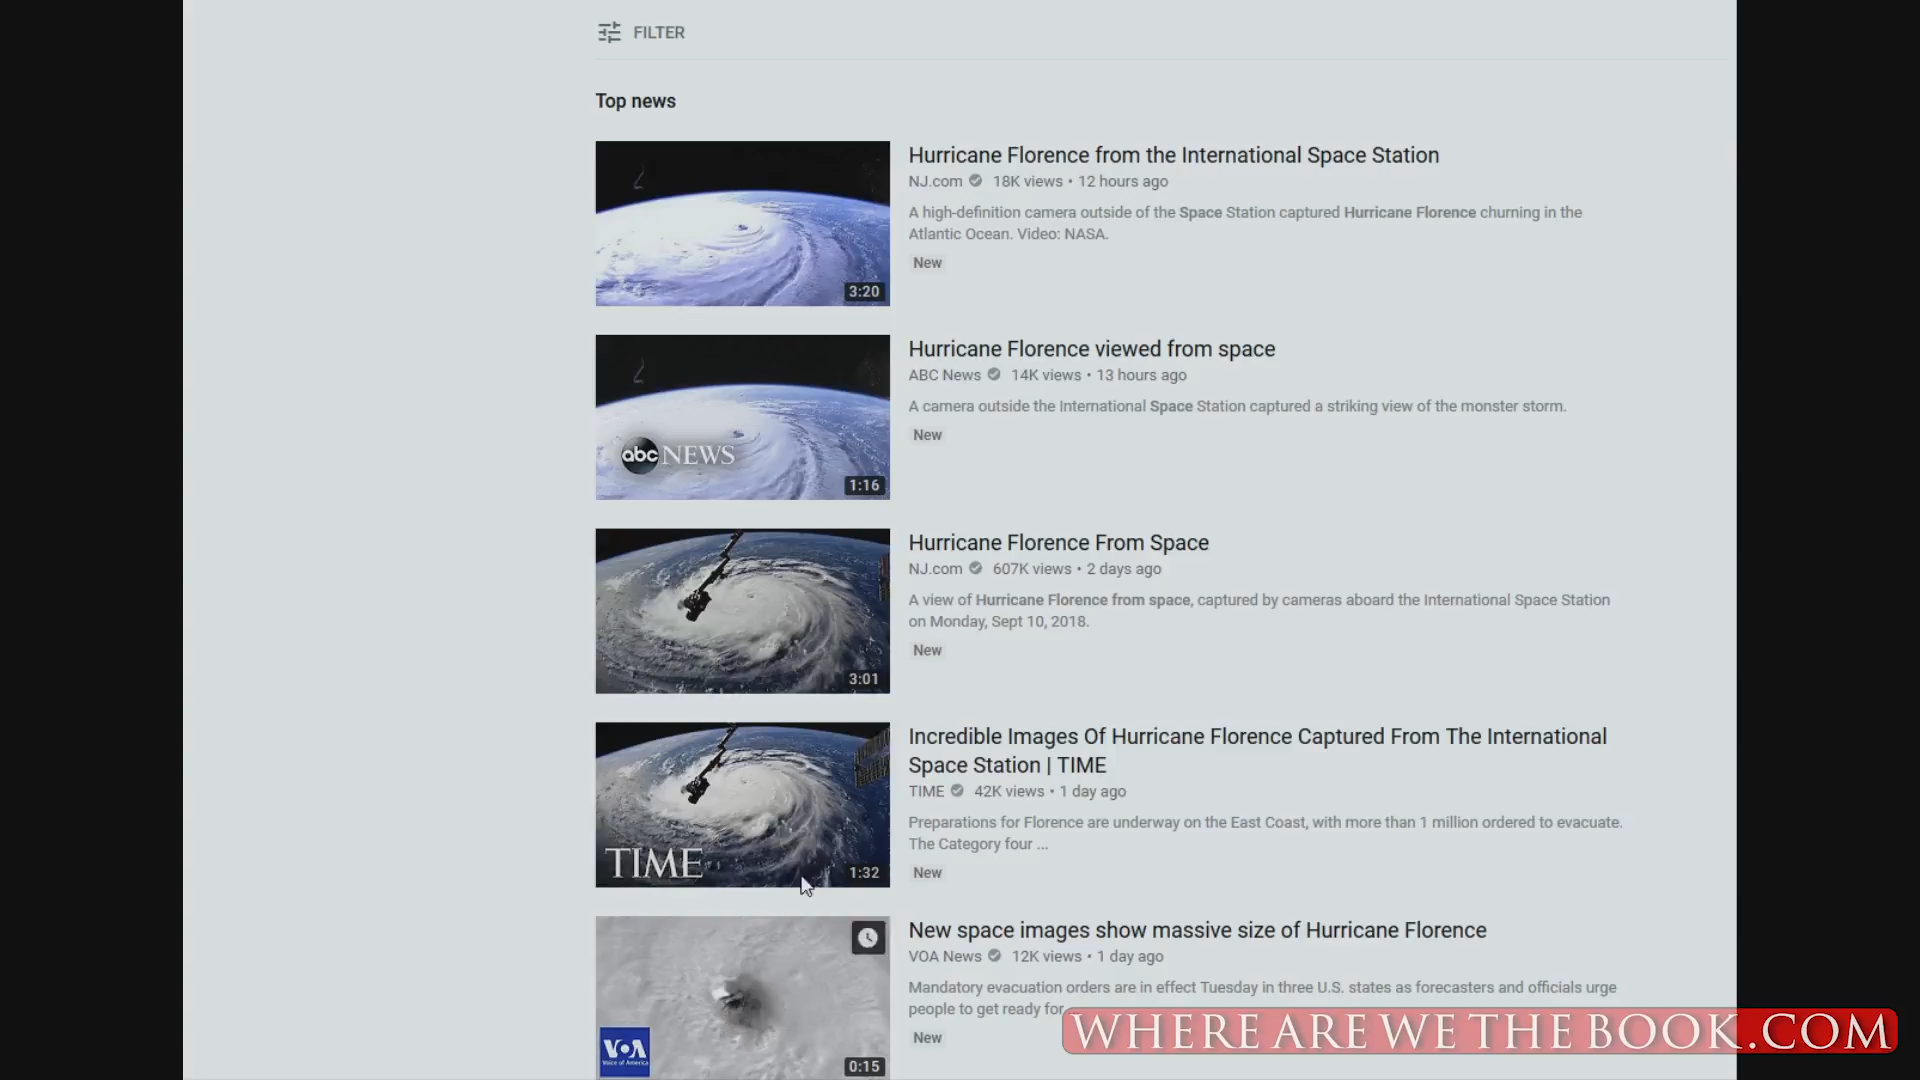 FILTER
Top news
3:20
Hurricane Florence from the International Space Station
NJ.com 18K views • 12 hours ago
A high-definition camera outside of the Space Station captured Hurricane Florence churning in the
Atlantic Ocean. Video: NASA.
New
abc NEWS
1:16
Hurricane Florence viewed from space
ABC News 14K views • 13 hours ago
A camera outside the International Space Station captured a striking view of the monster storm.
New
3:01
Hurricane Florence From Space
NJ.com 607K views • 2 days ago
A view of Hurricane Florence from space, captured by cameras aboard the International Space Station
on Monday, Sept 10, 2018.
New
TIME
1:32
Incredible Images Of Hurricane Florence Captured From The International
Space Station | TIME
TIME 42K views • 1 day ago
Preparations for Florence are underway on the East Coast, with more than 1 million ordered to evacuate.
The Category four ...
New
VOA
Voice of America
0:15
New space images show massive size of Hurricane Florence
VOA News 12K views • 1 day ago
Mandatory evacuation orders are in effect Tuesday in three U.S. states as forecasters and officials urge
people to get ready for ...
New
WHERE ARE WE THE BOOK.COM